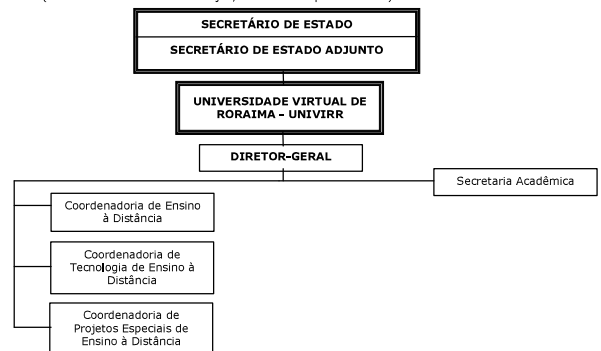 SECRETÁRIO DE ESTADO
SECRETÁRIO DE ESTADO ADJUNTO
UNIVERSIDADE VIRTUAL DE
RORAIMA – UNIVIRR
DIRETOR-GERAL
Secretaria Acadêmica
Coordenadoria de Ensino
à Distância
Coordenadoria de
Tecnologia de Ensino à
Distância
Coordenadoria de
Projetos Especiais de
Ensino à Distância